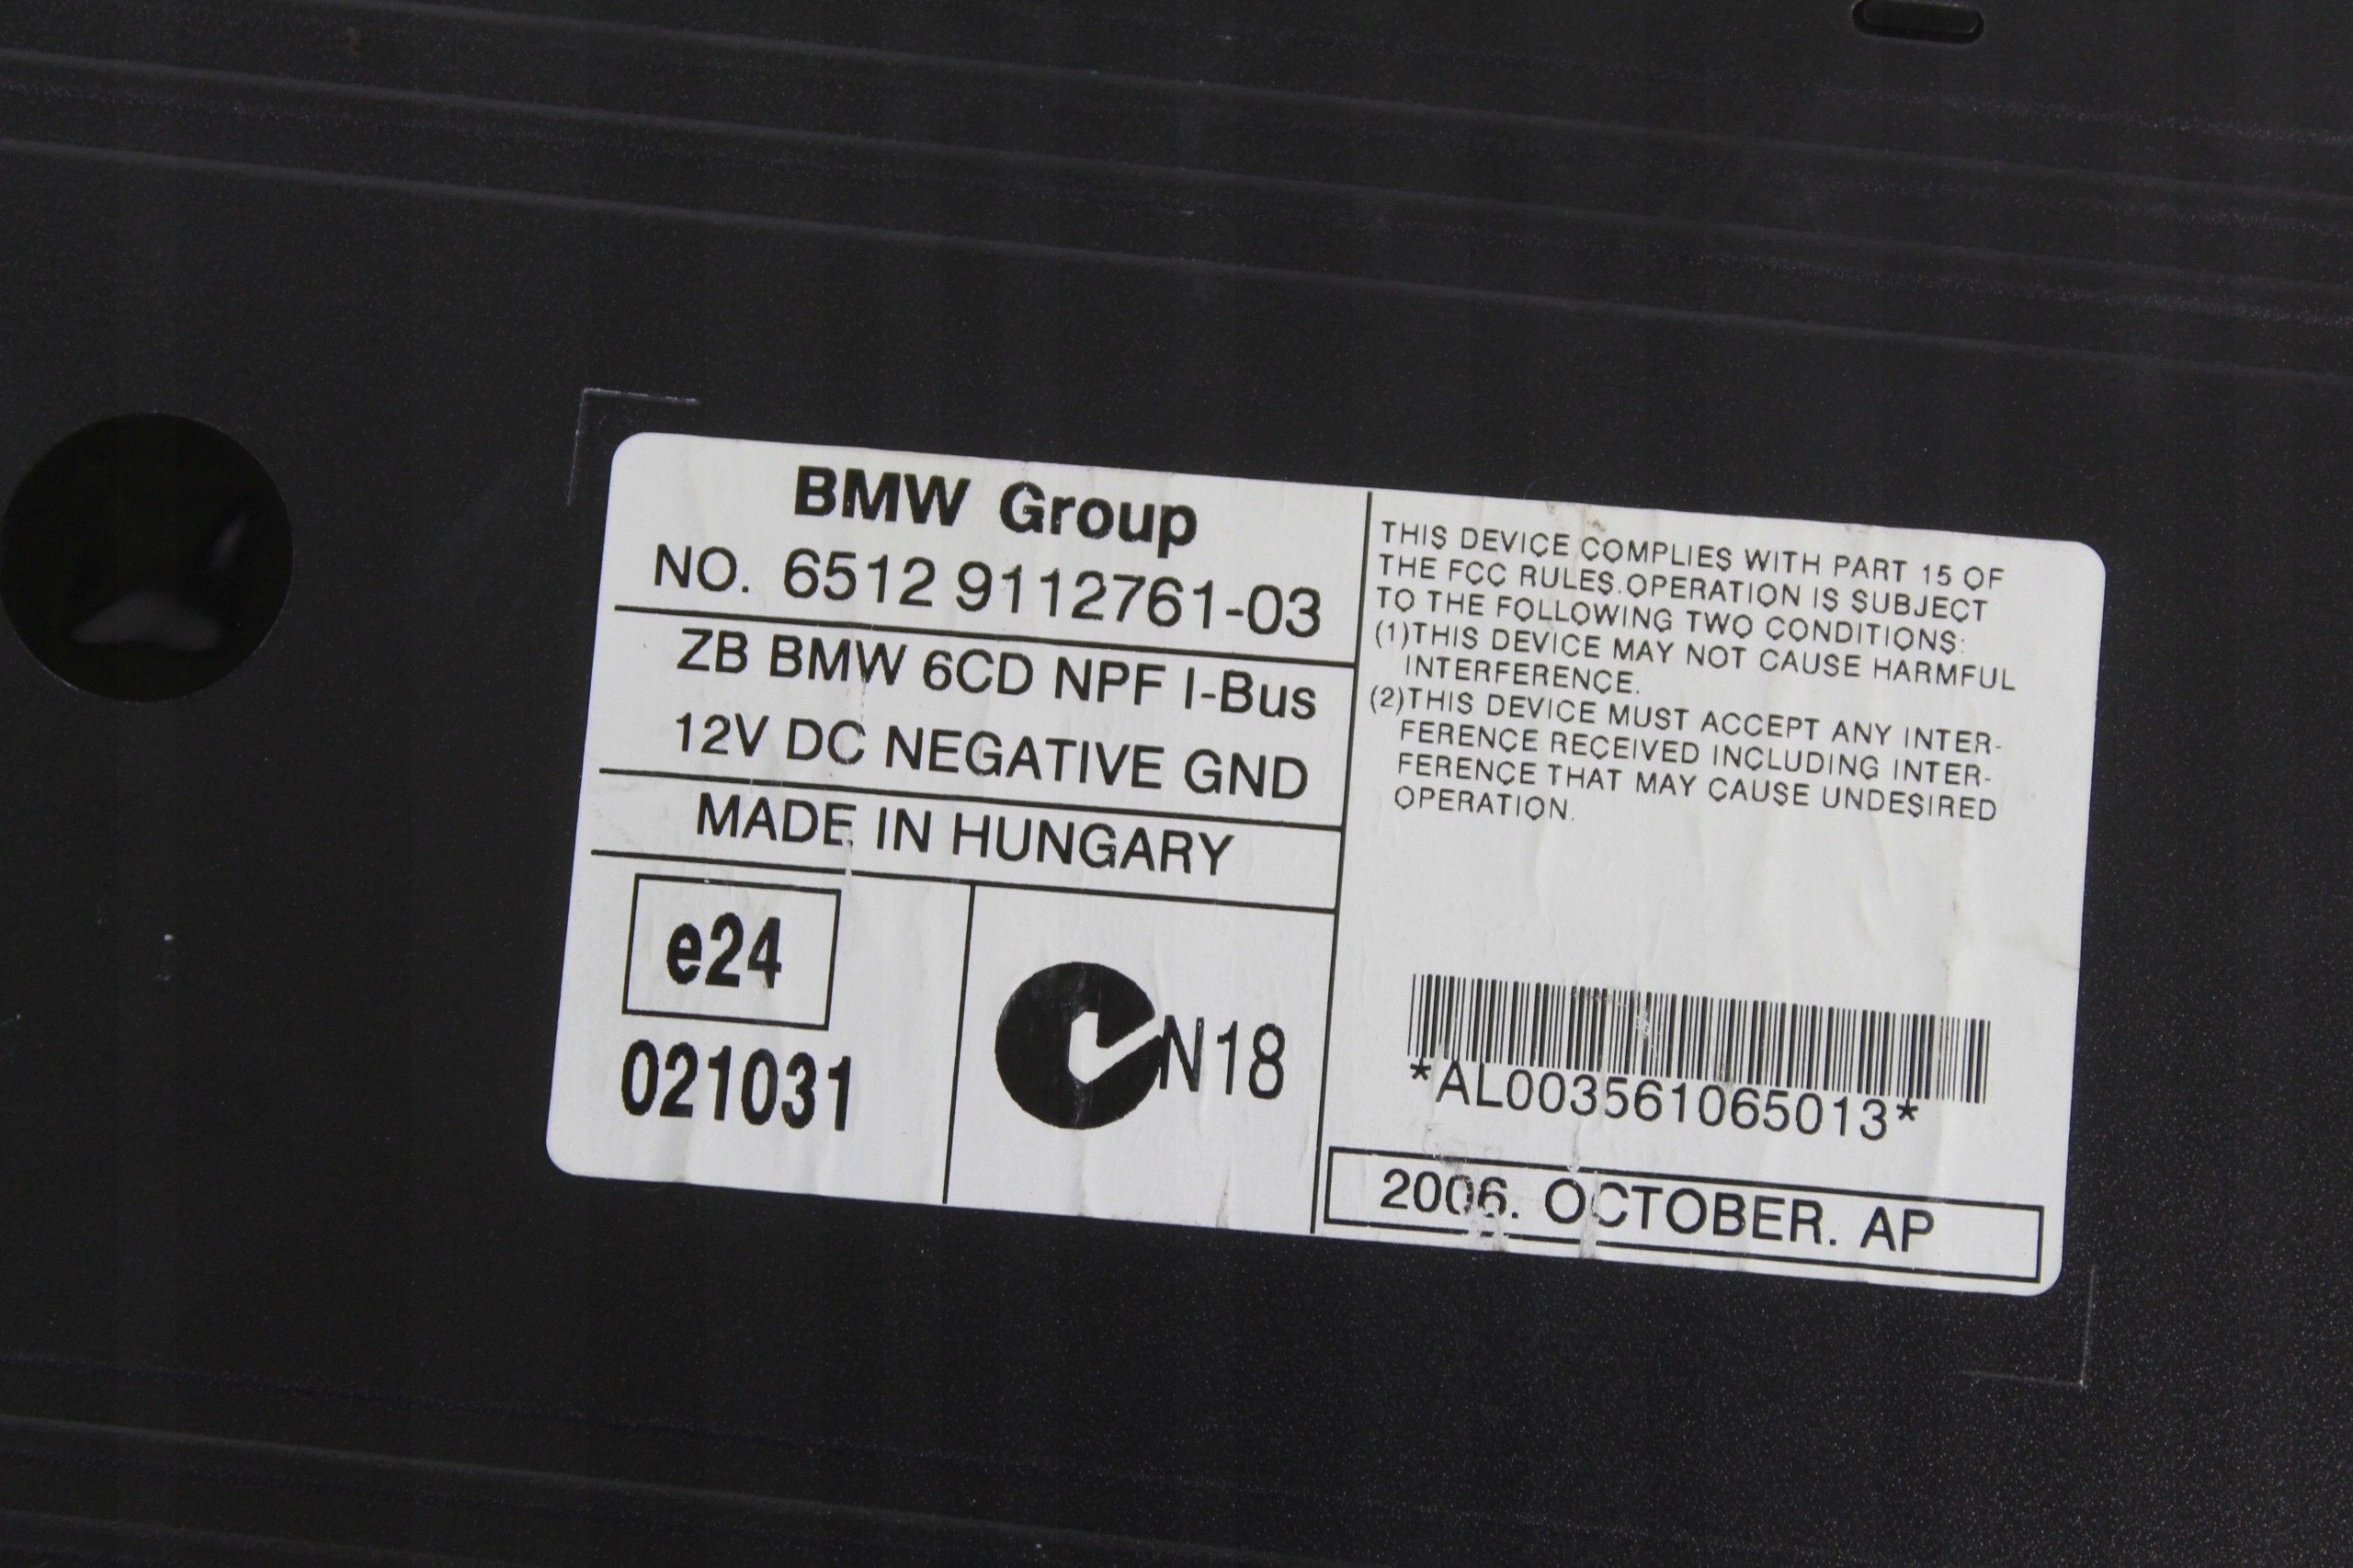 BMW Group
NO. 6512 9112761-03
ZB BMW 6CD NPF I-Bus
12V DC NEGATIVE GND
MADE IN HUNGARY
e24
021031
N18
THIS DEVICE COMPLIES WITH PART 15 OF
THE FCC RULES.OPERATION IS SUBJECT
TO THE FOLLOWING TWO CONDITIONS:
(1)THIS DEVICE MAY NOT CAUSE HARMFUL
INTERFERENCE.
(2)THIS DEVICE MUST ACCEPT ANY INTER-
FERENCE RECEIVED INCLUDING INTER-
FERENCE THAT MAY CAUSE UNDESIRED
OPERATION.
*AL003561065013*
2006. OCTOBER. AP